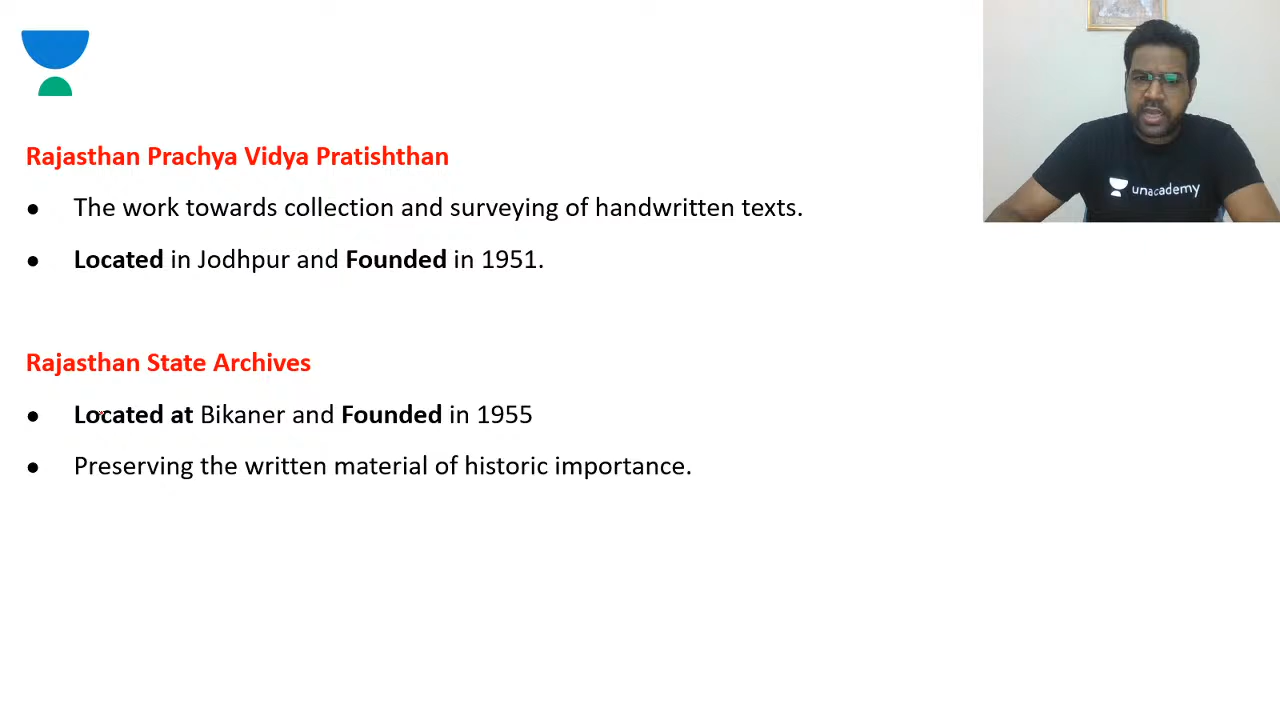 unacademy
Rajasthan Prachya Vidya Pratishthan
● The work towards collection and surveying of handwritten texts.
● Located in Jodhpur and Founded in 1951.
Rajasthan State Archives
● Located at Bikaner and Founded in 1955
● Preserving the written material of historic importance.